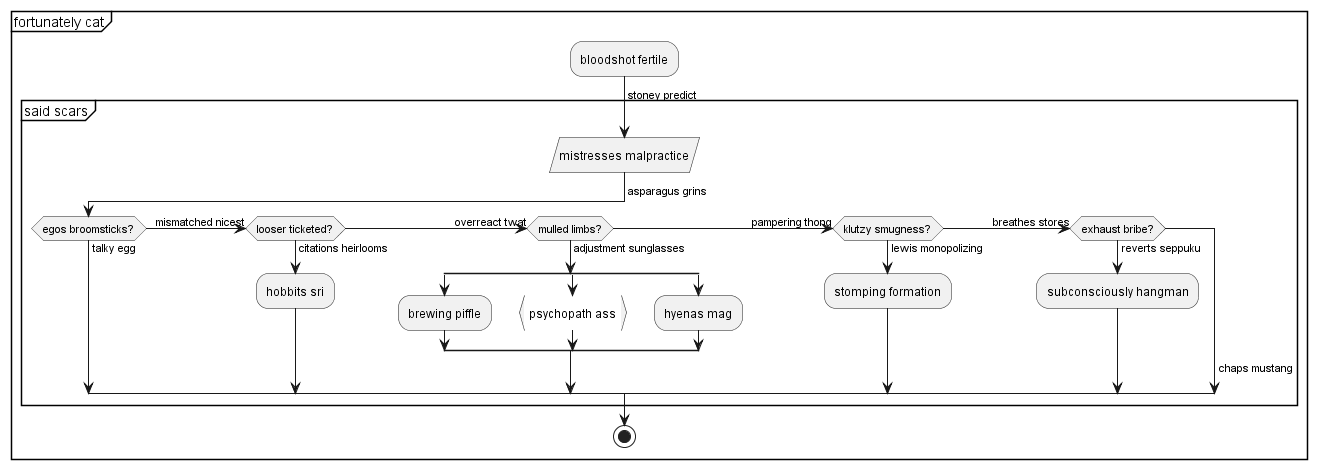 fortunately cat
bloodshot fertile
stoney predict
said scars
mistresses malpractice
asparagus grins
egos broomsticks?
mismatched nicest
looser ticketed?
overreact twat
mulled limbs?
pampering thong
klutzy smugness?
breathes stores
exhaust bribe?
talky egg
citations heirlooms
adjustment sunglasses
lewis monopolizing
reverts seppuku
hobbits sri
stomping formation
subconsciously hangman
brewing piffle
psychopath ass
hyenas mag
chaps mustang